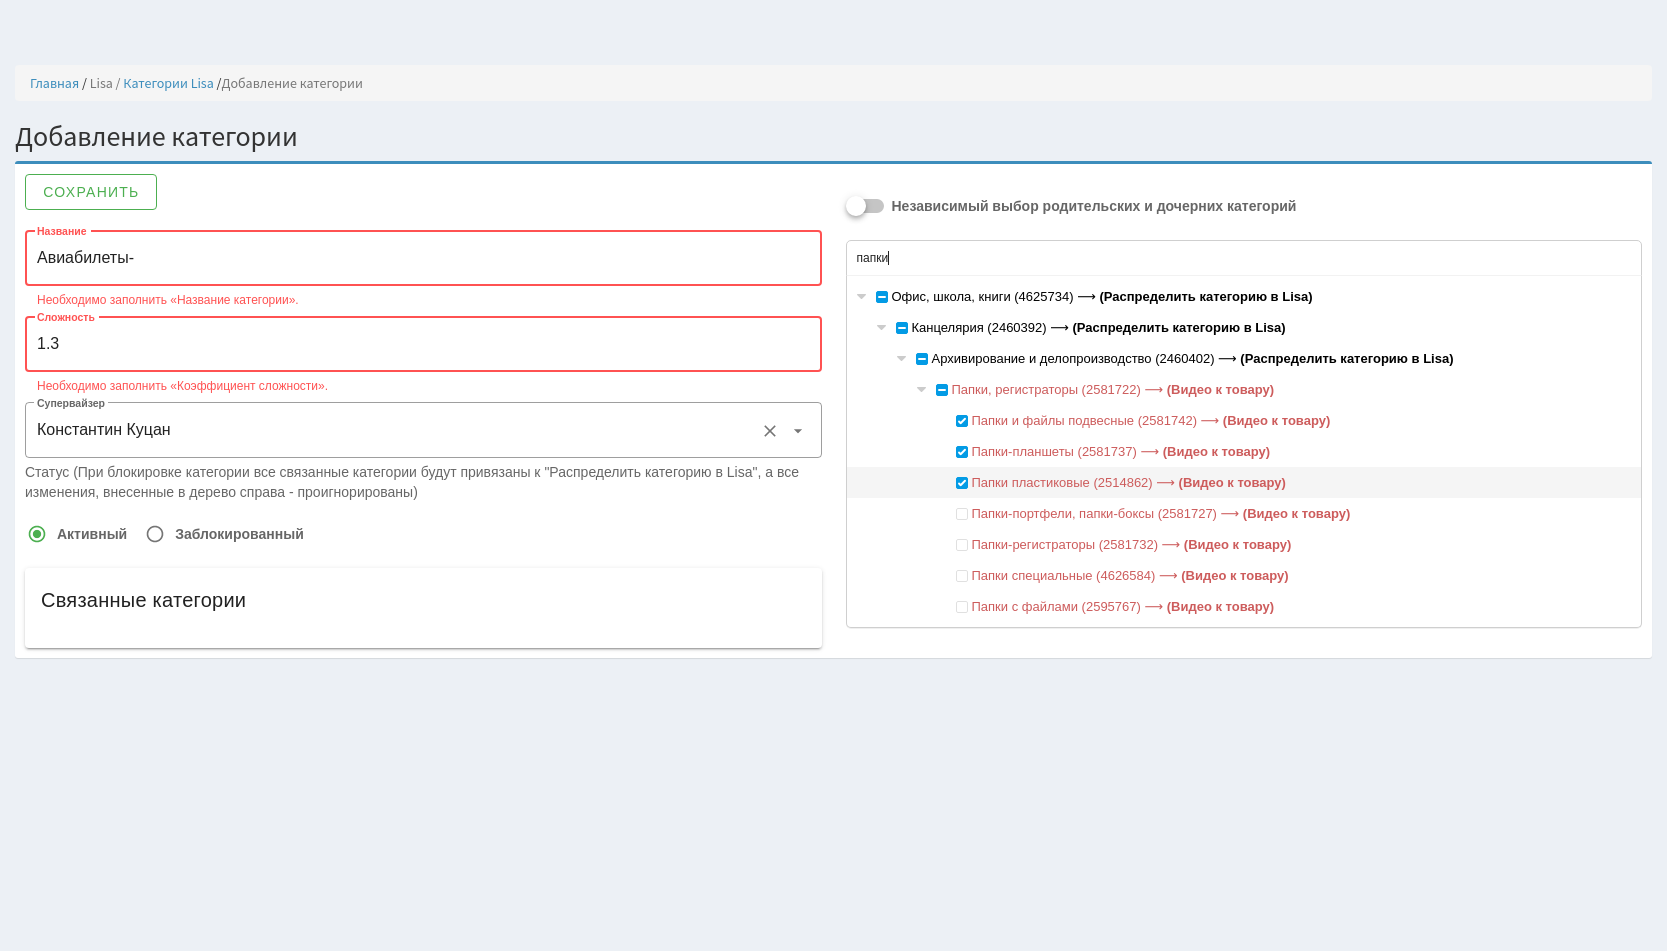 Главная / Lisa / Категории Lisa /Добавление категории
Добавление категории
СОХРАНИТЬ
Название
Авиабилеты-
Необходимо заполнить «Название категории».
Сложность
1.3
Необходимо заполнить «Коэффициент сложности».
Супервайзер
Константин Куцан
Статус (При блокировке категории все связанные категории будут привязаны к "Распределить категорию в Lisa", а все
изменения, внесенные в дерево справа - проигнорированы)
Активный
Заблокированный
Связанные категории
Независимый выбор родительских и дочерних категорий
папки
Офис, школа, книги (4625734) ⟶ (Распределить категорию в Lisa)
Канцелярия (2460392) ⟶ (Распределить категорию в Lisa)
Архивирование и делопроизводство (2460402) ⟶ (Распределить категорию в Lisa)
Папки, регистраторы (2581722) ⟶ (Видео к товару)
Папки и файлы подвесные (2581742) ⟶ (Видео к товару)
Папки-планшеты (2581737) ⟶ (Видео к товару)
Папки пластиковые (2514862) ⟶ (Видео к товару)
Папки-портфели, папки-боксы (2581727) ⟶ (Видео к товару)
Папки-регистраторы (2581732) ⟶ (Видео к товару)
Папки специальные (4626584) ⟶ (Видео к товару)
Папки с файлами (2595767) ⟶ (Видео к товару)